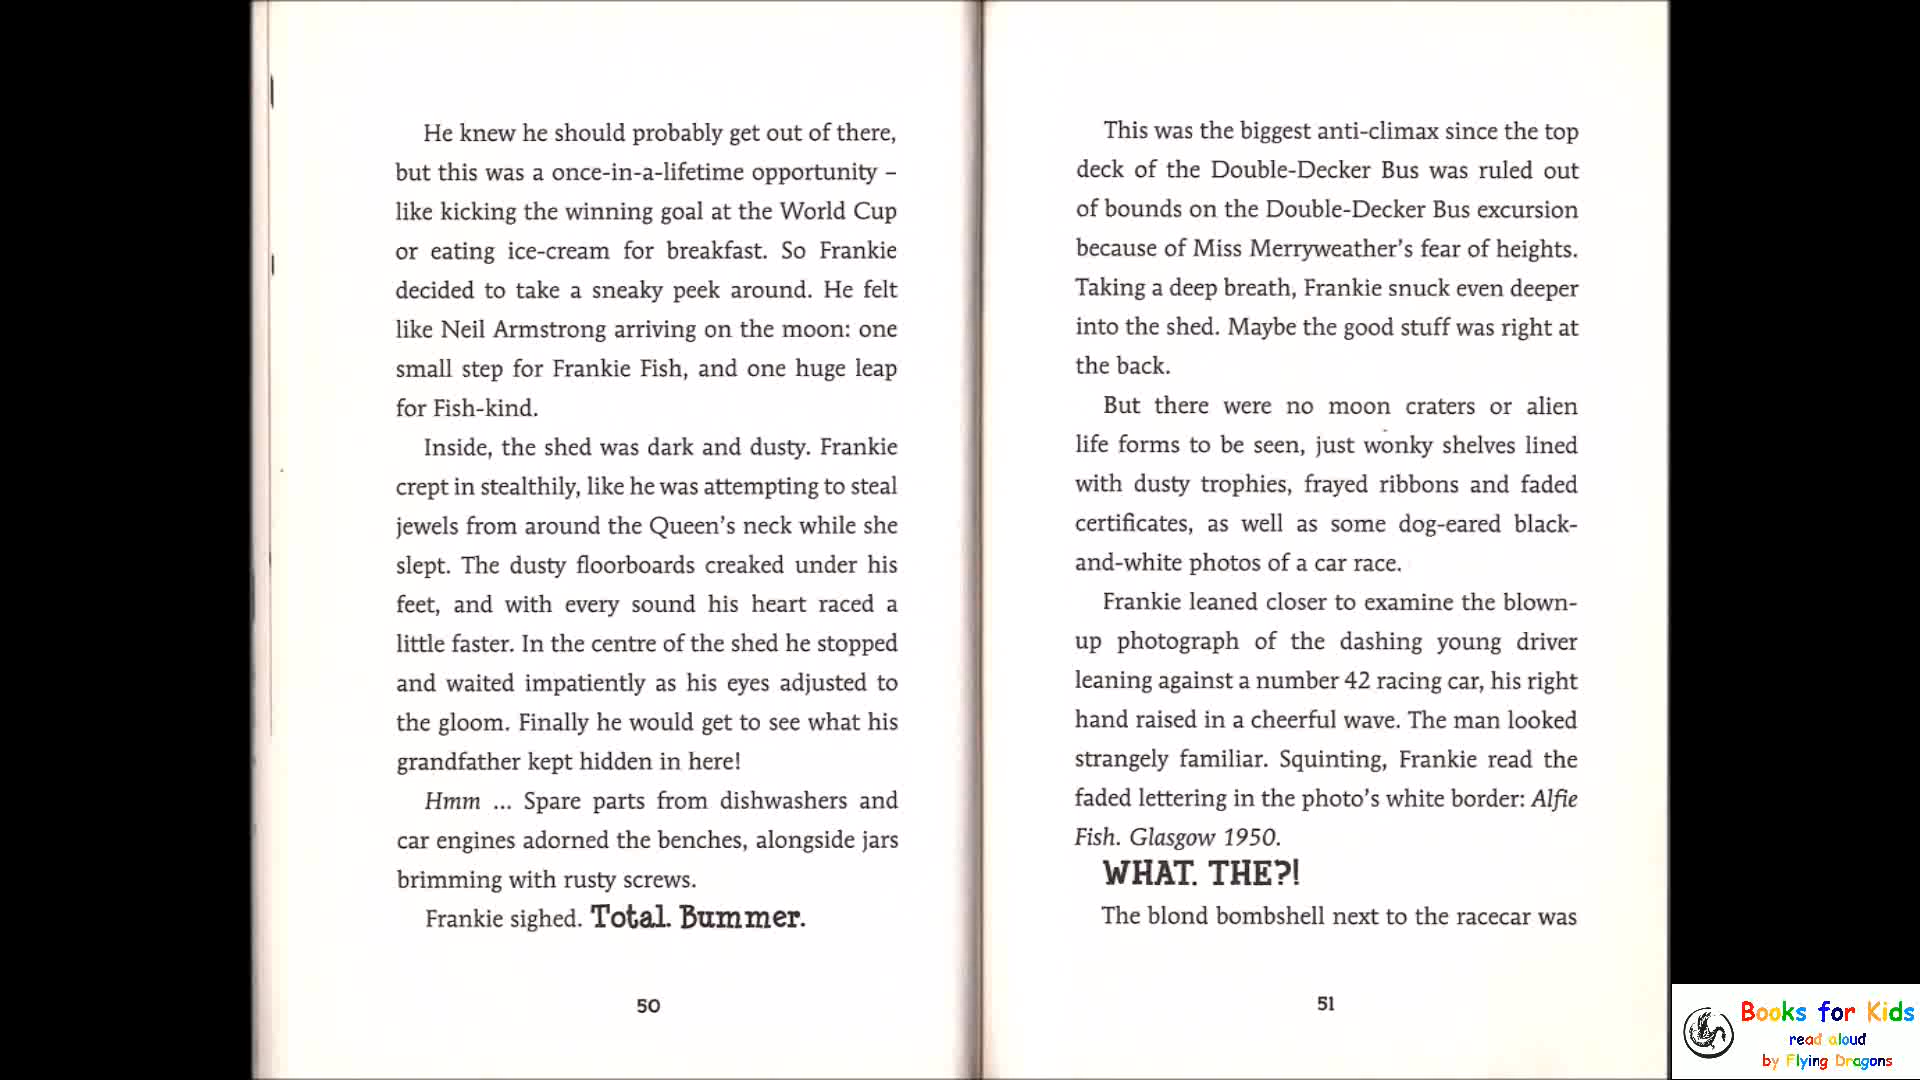 He knew he should probably get out of there,
but this was a once-in-a-lifetime opportunity –
like kicking the winning goal at the World Cup
or eating ice-cream for breakfast. So Frankie
decided to take a sneaky peek around. He felt
like Neil Armstrong arriving on the moon: one
small step for Frankie Fish, and one huge leap
for Fish-kind.
Inside, the shed was dark and dusty. Frankie
crept in stealthily, like he was attempting to steal
jewels from around the Queen's neck while she
slept. The dusty floorboards creaked under his
feet, and with every sound his heart raced a
little faster. In the centre of the shed he stopped
and waited impatiently as his eyes adjusted to
the gloom. Finally he would get to see what his
grandfather kept hidden in here!
Hmm ... Spare parts from dishwashers and
car engines adorned the benches, alongside jars
brimming with rusty screws.
Frankie sighed. Total. Bummer.
50
This was the biggest anti-climax since the top
deck of the Double-Decker Bus was ruled out
of bounds on the Double-Decker Bus excursion
because of Miss Merryweather's fear of heights.
Taking a deep breath, Frankie snuck even deeper
into the shed. Maybe the good stuff was right at
the back.
But there were no moon craters or alien
life forms to be seen, just wonky shelves lined
with dusty trophies, frayed ribbons and faded
certificates, as well as some dog-eared black-
and-white photos of a car race.
Frankie leaned closer to examine the blown-
up photograph of the dashing young driver
leaning against a number 42 racing car, his right
hand raised in a cheerful wave. The man looked
strangely familiar. Squinting, Frankie read the
faded lettering in the photo's white border: Alfie
Fish. Glasgow 1950.
WHAT. THE?!
The blond bombshell next to the racecar was
51
Books for Kids
read aloud
by Flying Dragons